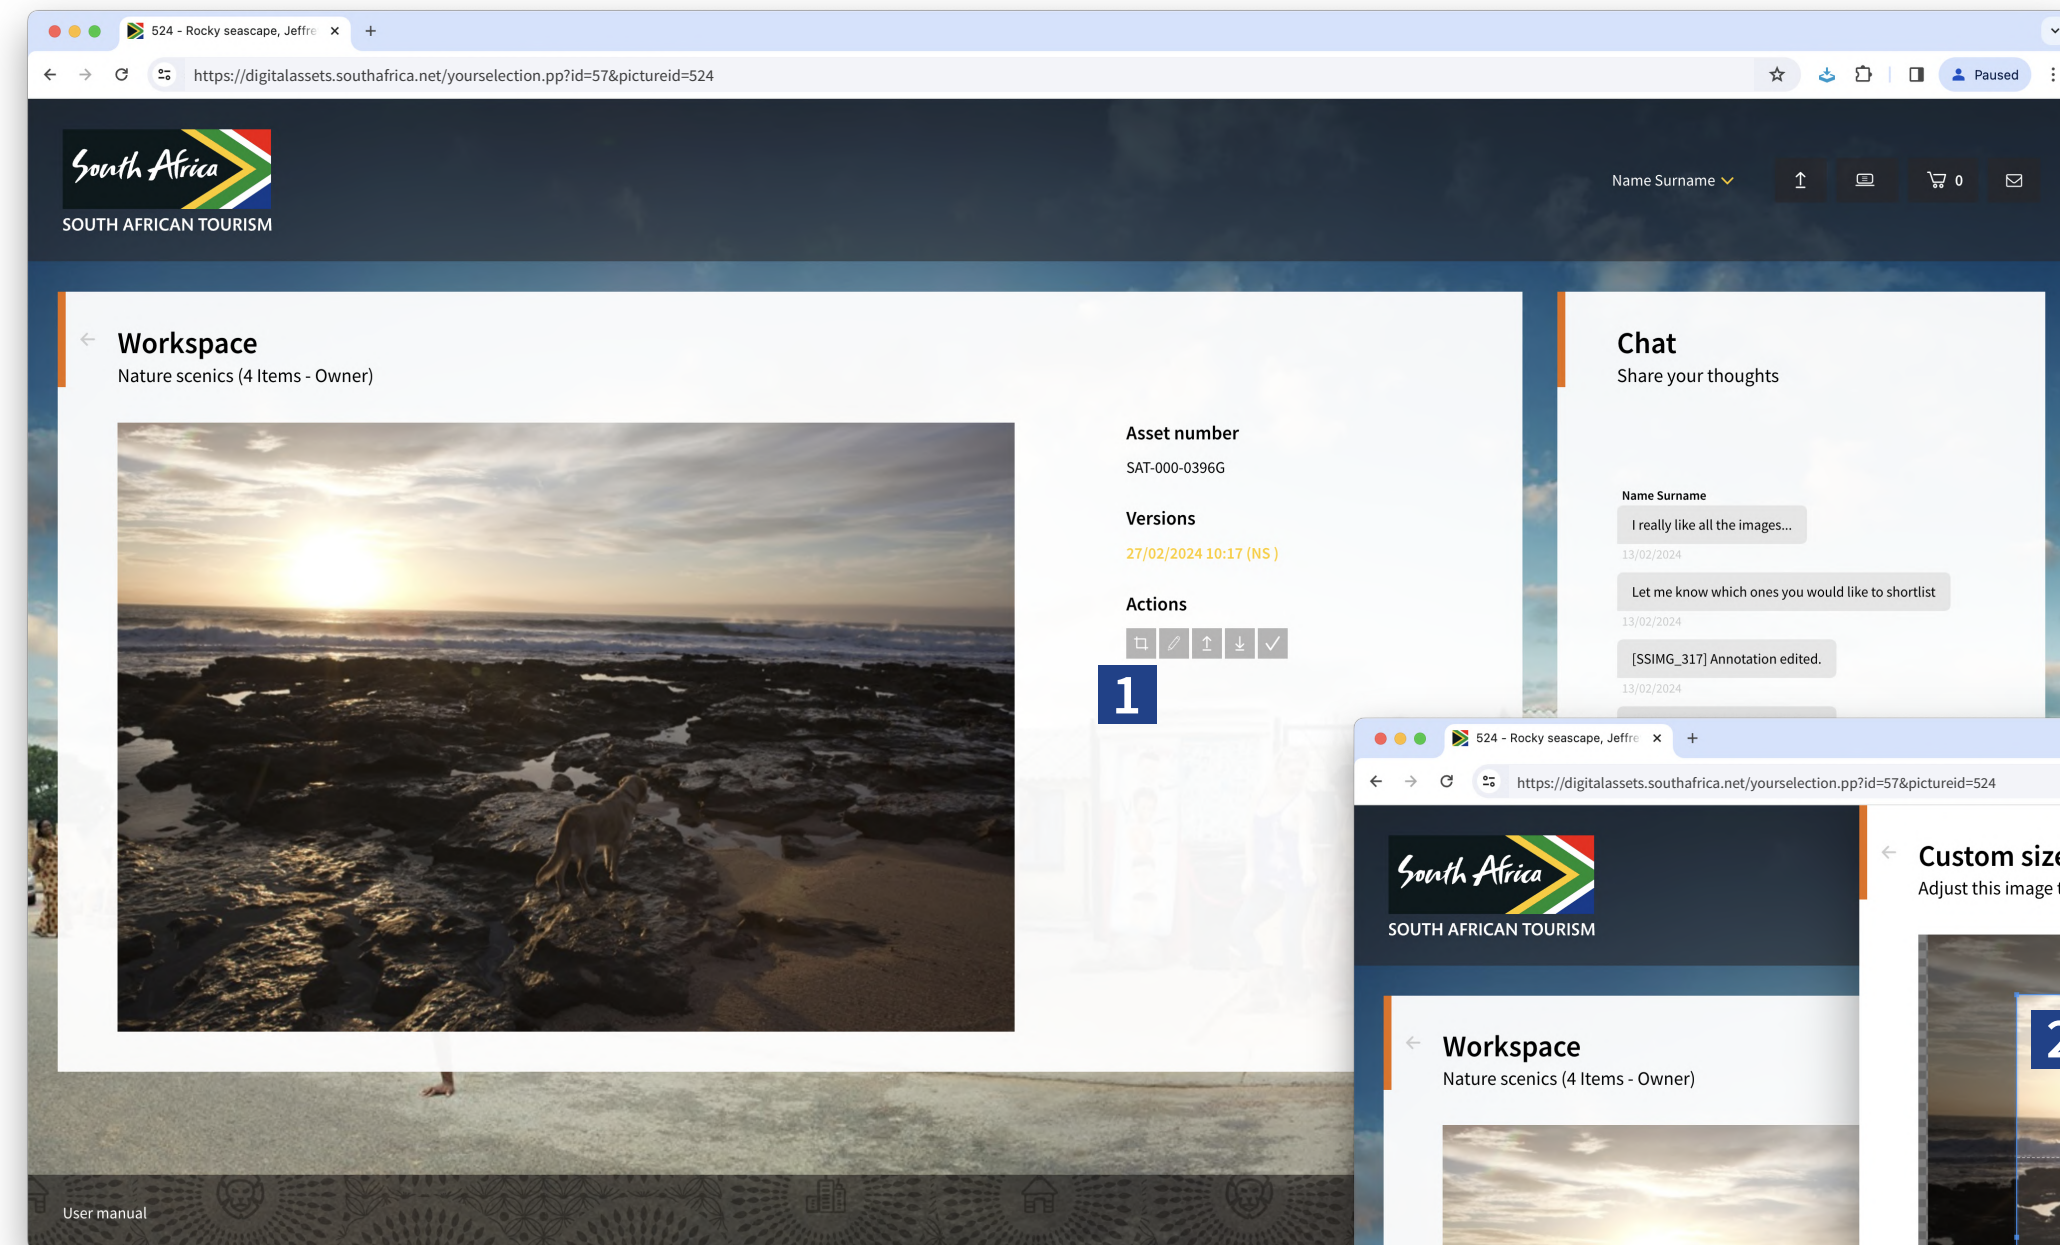 524 - Rocky seascape, Jeffre
https://digitalassets.southafrica.net/yourselection.pp?id=57&pictureid=524
Paused
South Africa
SOUTH AFRICAN TOURISM
Name Surname
0
Workspace
Nature scenics (4 Items - Owner)
Asset number
SAT-000-0396G
Versions
27/02/2024 10:17 (NS )
Actions
1
Chat
Share your thoughts
Name Surname
I really like all the images...
13/02/2024
Let me know which ones you would like to shortlist
13/02/2024
[SSIMG_317] Annotation edited.
13/02/2024
User manual
524 - Rocky seascape, Jeffre
https://digitalassets.southafrica.net/yourselection.pp?id=57&pictureid=524
South Africa
SOUTH AFRICAN TOURISM
Workspace
Nature scenics (4 Items - Owner)
Custom size
Adjust this image t
2